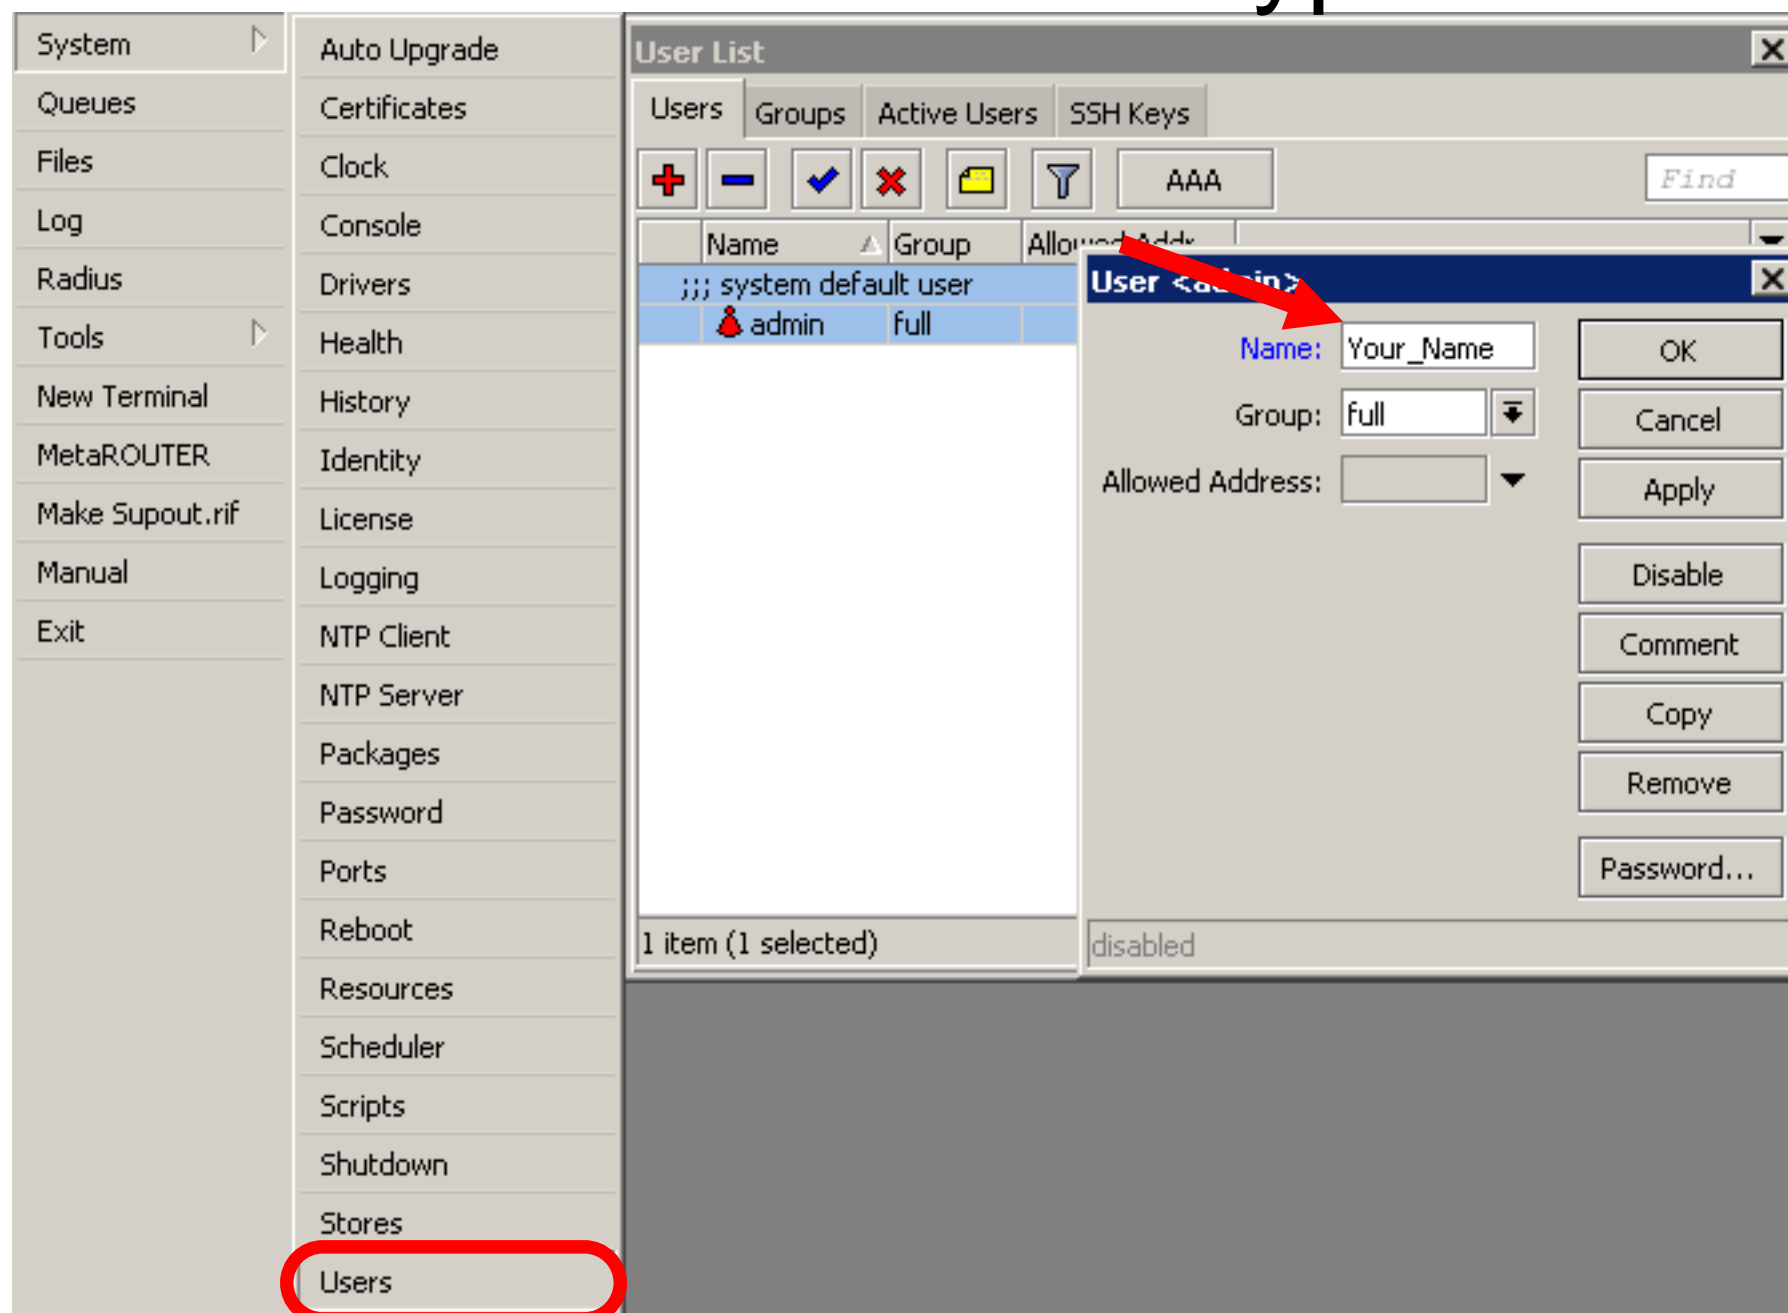 System
Queues
Files
Log
Radius
Tools
New Terminal
MetaROUTER
Make Supout.rif
Manual
Exit
Auto Upgrade
Certificates
Clock
Console
Drivers
Health
History
Identity
License
Logging
NTP Client
NTP Server
Packages
Password
Ports
Reboot
Resources
Scheduler
Scripts
Shutdown
Stores
Users
User List
Users Groups Active Users SSH Keys
AAA Find
Name Group Allowed Addr...
;;; system default user
admin full
1 item (1 selected)
User <admin>
Name: Your_Name
Group: full
Allowed Address:
OK
Cancel
Apply
Disable
Comment
Copy
Remove
Password...
disabled